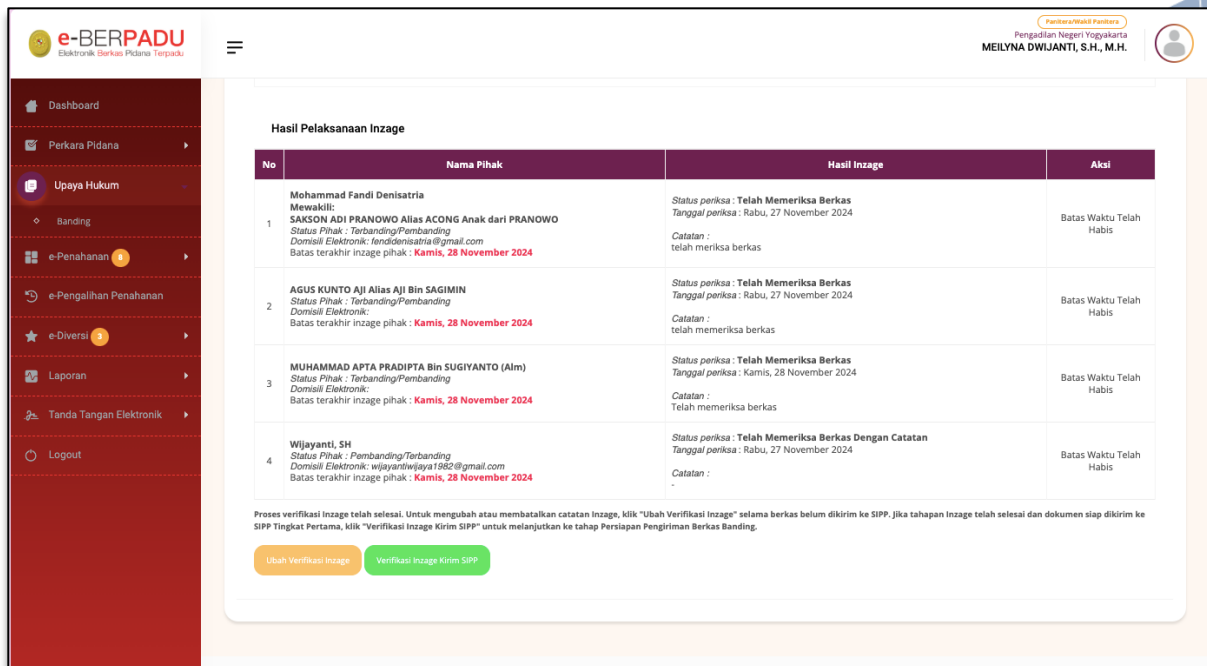 e-BERPADU
Elektronik Berkas Pidana Terpadu
Panitera/Wakil Panitera
Pengadilan Negeri Yogyakarta
MEILYNA DWIJANTI, S.H., M.H.
Dashboard
Perkara Pidana
Upaya Hukum
Banding
e-Penahanan 8
e-Pengalihan Penahanan
e-Diversi 3
Laporan
Tanda Tangan Elektronik
Logout
Hasil Pelaksanaan Inzage
No Nama Pihak Hasil Inzage Aksi
1
Mohammad Fandi Denisatria
Mewakili:
SAKSON ADI PRANOWO Alias ACONG Anak dari PRANOWO
Status Pihak : Terbanding/Pembanding
Domisili Elektronik: fendidenisatria@gmail.com
Batas terakhir inzage pihak : Kamis, 28 November 2024
Status periksa : Telah Memeriksa Berkas
Tanggal periksa : Rabu, 27 November 2024
Catatan :
telah meriksa berkas
Batas Waktu Telah
Habis
2
AGUS KUNTO AJI Alias AJI Bin SAGIMIN
Status Pihak : Terbanding/Pembanding
Domisili Elektronik:
Batas terakhir inzage pihak : Kamis, 28 November 2024
Status periksa : Telah Memeriksa Berkas
Tanggal periksa : Rabu, 27 November 2024
Catatan :
telah memeriksa berkas
Batas Waktu Telah
Habis
3
MUHAMMAD APTA PRADIPTA Bin SUGIYANTO (Alm)
Status Pihak : Terbanding/Pembanding
Domisili Elektronik:
Batas terakhir inzage pihak : Kamis, 28 November 2024
Status periksa : Telah Memeriksa Berkas
Tanggal periksa : Kamis, 28 November 2024
Catatan :
Telah memeriksa berkas
Batas Waktu Telah
Habis
4
Wijayanti, SH
Status Pihak : Pembanding/Terbanding
Domisili Elektronik: wijayantiwijaya1982@gmail.com
Batas terakhir inzage pihak : Kamis, 28 November 2024
Status periksa : Telah Memeriksa Berkas Dengan Catatan
Tanggal periksa : Rabu, 27 November 2024
Catatan :
-
Batas Waktu Telah
Habis
Proses verifikasi Inzage telah selesai. Untuk mengubah atau membatalkan catatan Inzage, klik "Ubah Verifikasi Inzage" selama berkas belum dikirim ke SIPP. Jika tahapan Inzage telah selesai dan dokumen siap dikirim ke
SIPP Tingkat Pertama, klik "Verifikasi Inzage Kirim SIPP" untuk melanjutkan ke tahap Persiapan Pengiriman Berkas Banding.
Ubah Verifikasi Inzage
Verifikasi Inzage Kirim SIPP